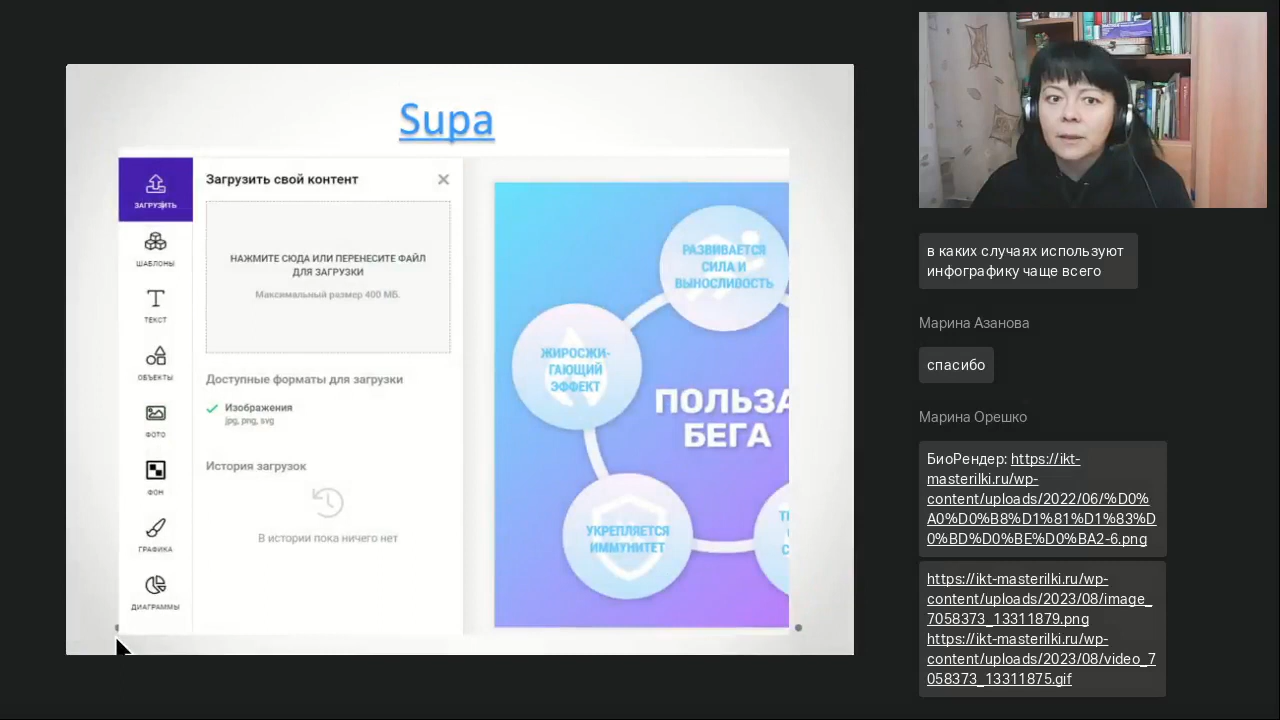 Supa
ЗАГРУЗИТЬ
ШАБЛОНЫ
ТЕКСТ
ОБЪЕКТЫ
ФОТО
ФОН
ГРАФИКА
ДИАГРАММЫ
Загрузить свой контент
НАЖМИТЕ СЮДА ИЛИ ПЕРЕНЕСИТЕ ФАЙЛ
ДЛЯ ЗАГРУЗКИ
Максимальный размер 400 МБ.
Доступные форматы для загрузки
Изображения
jpg, png, svg
История загрузок
В истории пока ничего нет
РАЗВИВАЕТСЯ
СИЛА И
ВЫНОСЛИВОСТЬ
ЖИРОСЖИ-
ГАЮЩИЙ
ЭФФЕКТ
ПОЛЬЗА
БЕГА
УКРЕПЛЯЕТСЯ
ИММУНИТЕТ
в каких случаях используют
инфографику чаще всего
Марина Азанова
спасибо
Марина Орешко
БиоРендер: https://ikt-
masterilki.ru/wp-
content/uploads/2022/06/%D0%
A0%D0%B8%D1%81%D1%83%D
0%BD%D0%BE%D0%BA2-6.png
https://ikt-masterilki.ru/wp-
content/uploads/2023/08/image_
7058373_13311879.png
https://ikt-masterilki.ru/wp-
content/uploads/2023/08/video_7
058373_13311875.gif